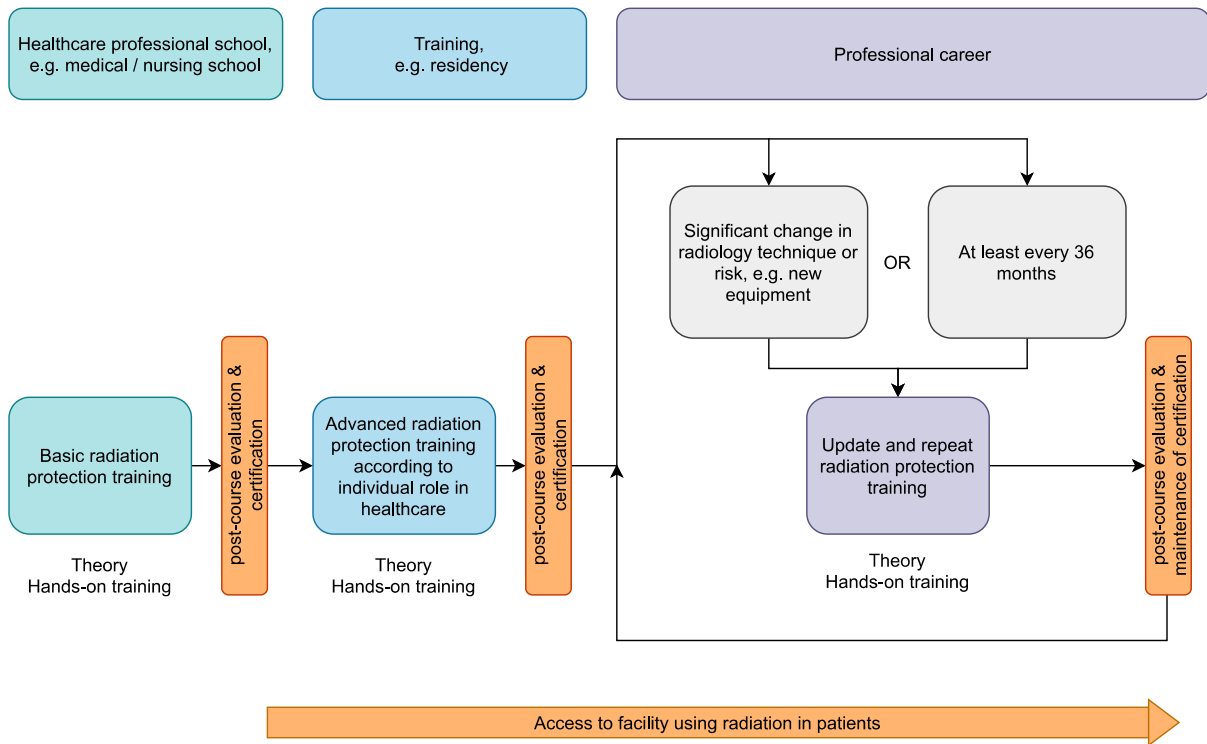 Healthcare professional school,
e.g. medical / nursing school
Training,
e.g. residency
Professional career
Significant change in
radiology technique or
risk, e.g. new
equipment
OR
At least every 36
months
Basic radiation
protection training
post-course evaluation &
certification
Advanced radiation
protection training
according to
individual role in
healthcare
post-course evaluation &
certification
Update and repeat
radiation protection
training
post-course evaluation &
maintenance of certification
Theory
Hands-on training
Theory
Hands-on training
Theory
Hands-on training
Access to facility using radiation in patients